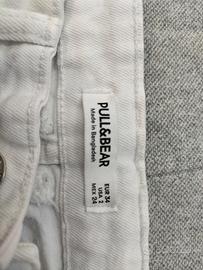 PULL&BEAR
Made in Bangladesh
EUR 34
USA 2
MEX 24